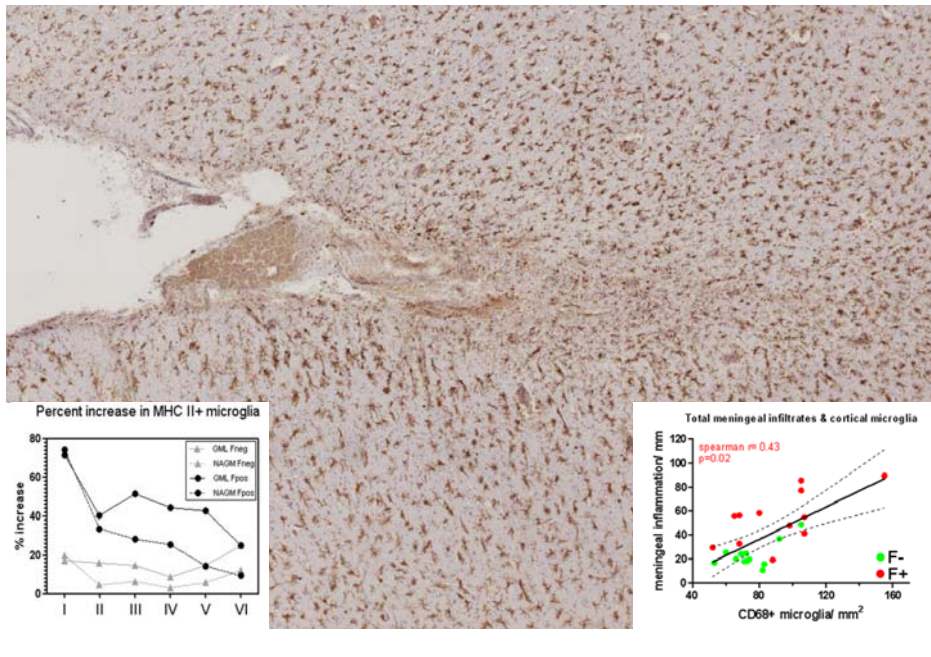 Percent increase in MHC II+ microglia
80
60
40
20
0
% increase
GML Fneg
NAGM Fneg
GML Fpos
NAGM Fpos
I II III IV V VI
Total meningeal infiltrates & cortical microglia
spearman r= 0.43
p=0.02
120
100
80
60
40
20
0
meningeal inflammation/ mm
F-
F+
40 80 120 160
CD68+ microglia/ mm²